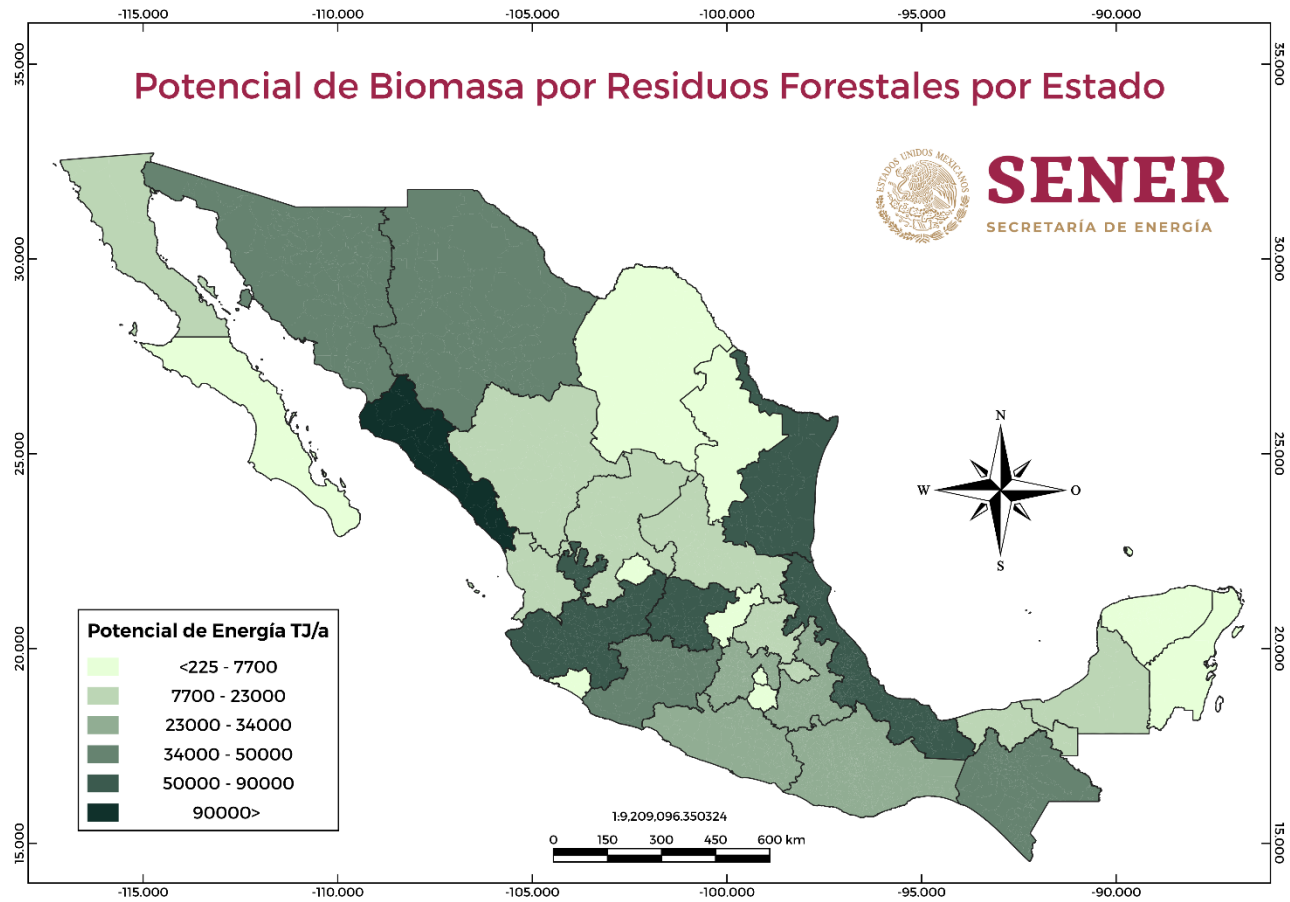 -115.000 -110.000 -105.000 -100.000 -95.000 -90.000
35.000 35.000
Potencial de Biomasa por Residuos Forestales por Estado
ESTADOS UNIDOS MEXICANOS
SENER
SECRETARÍA DE ENERGÍA
30.000 30.000
25.000 25.000
N
W O
S
Potencial de Energía TJ/a
<225 - 7700
7700 - 23000
23000 - 34000
34000 - 50000
50000 - 90000
90000>
20.000 20.000
1:9,209,096.350324
0 150 300 450 600 km
15.000 15.000
-115.000 -110.000 -105.000 -100.000 -95.000 -90.000